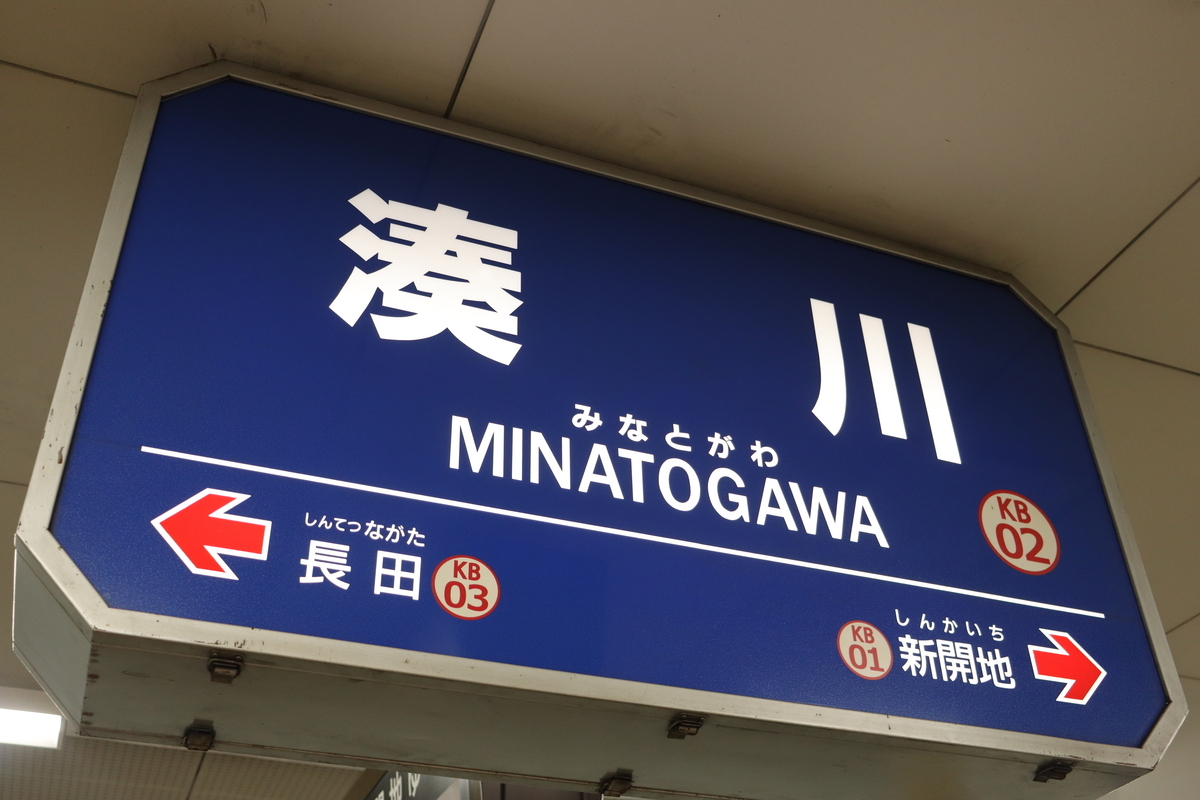 湊 川
みなとがわ
MINATOGAWA
KB
02
しんてつながた
長田
KB
03
しんかいち
KB
01
新開地